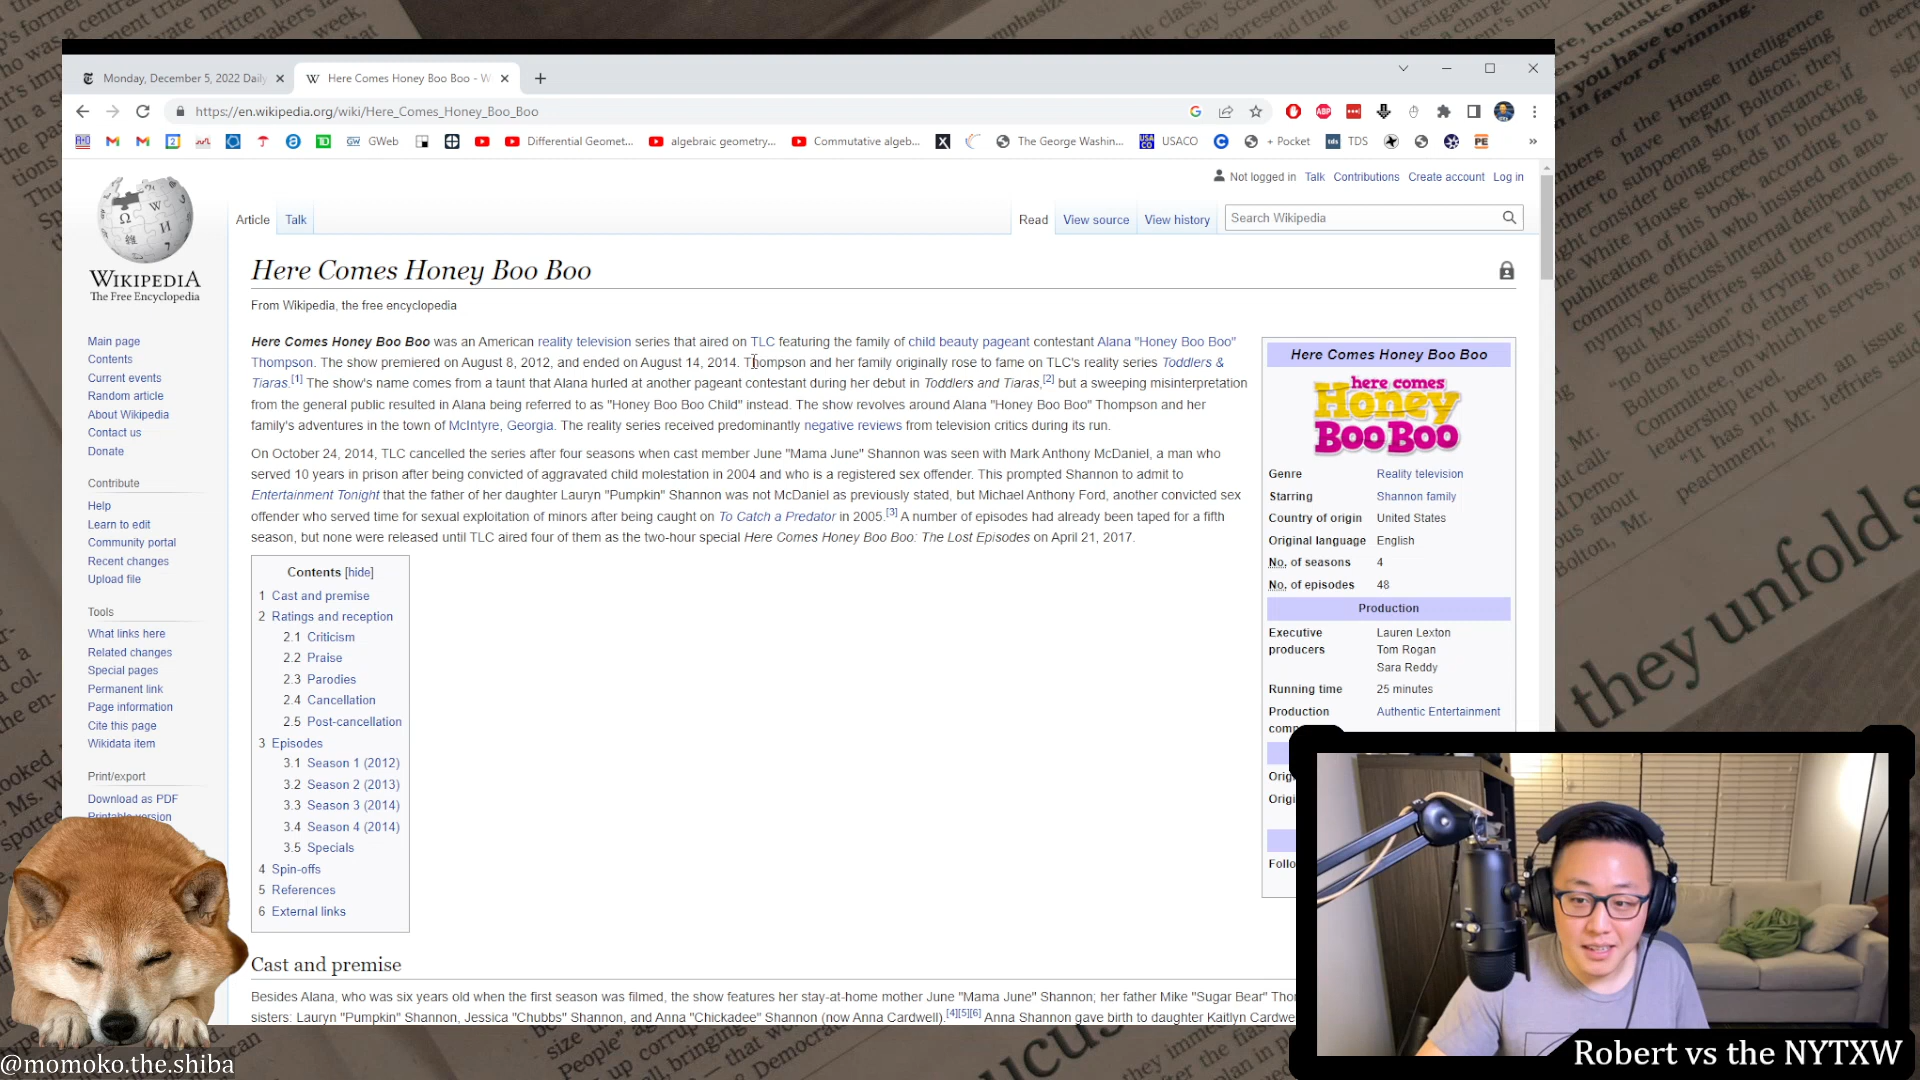 Monday, December 5, 2022 Daily
Here Comes Honey Boo Boo - W
https://en.wikipedia.org/wiki/Here_Comes_Honey_Boo_Boo
GWeb
Differential Geomet...
algebraic geometry...
Commutative algeb...
The George Washin...
USACO
+ Pocket
TDS
Not logged in Talk Contributions Create account Log in
Article Talk Read View source View history Search Wikipedia
WIKIPEDIA
The Free Encyclopedia
Main page
Contents
Current events
Random article
About Wikipedia
Contact us
Donate
Contribute
Help
Learn to edit
Community portal
Recent changes
Upload file
Tools
What links here
Related changes
Special pages
Permanent link
Page information
Cite this page
Wikidata item
Print/export
Download as PDF
Printable version
Here Comes Honey Boo Boo
From Wikipedia, the free encyclopedia
Here Comes Honey Boo Boo was an American reality television series that aired on TLC featuring the family of child beauty pageant contestant Alana "Honey Boo Boo"
Thompson. The show premiered on August 8, 2012, and ended on August 14, 2014. Thompson and her family originally rose to fame on TLC's reality series Toddlers &
Tiaras.[1] The show's name comes from a taunt that Alana hurled at another pageant contestant during her debut in Toddlers and Tiaras,[2] but a sweeping misinterpretation
from the general public resulted in Alana being referred to as "Honey Boo Boo Child" instead. The show revolves around Alana "Honey Boo Boo" Thompson and her
family's adventures in the town of McIntyre, Georgia. The reality series received predominantly negative reviews from television critics during its run.
On October 24, 2014, TLC cancelled the series after four seasons when cast member June "Mama June" Shannon was seen with Mark Anthony McDaniel, a man who
served 10 years in prison after being convicted of aggravated child molestation in 2004 and who is a registered sex offender. This prompted Shannon to admit to
Entertainment Tonight that the father of her daughter Lauryn "Pumpkin" Shannon was not McDaniel as previously stated, but Michael Anthony Ford, another convicted sex
offender who served time for sexual exploitation of minors after being caught on To Catch a Predator in 2005.[3] A number of episodes had already been taped for a fifth
season, but none were released until TLC aired four of them as the two-hour special Here Comes Honey Boo Boo: The Lost Episodes on April 21, 2017.
Contents [hide]
1 Cast and premise
2 Ratings and reception
2.1 Criticism
2.2 Praise
2.3 Parodies
2.4 Cancellation
2.5 Post-cancellation
3 Episodes
3.1 Season 1 (2012)
3.2 Season 2 (2013)
3.3 Season 3 (2014)
3.4 Season 4 (2014)
3.5 Specials
4 Spin-offs
5 References
6 External links
Cast and premise
Besides Alana, who was six years old when the first season was filmed, the show features her stay-at-home mother June "Mama June" Shannon; her father Mike "Sugar Bear" Tho
sisters: Lauryn "Pumpkin" Shannon, Jessica "Chubbs" Shannon, and Anna "Chickadee" Shannon (now Anna Cardwell).[4][5][6] Anna Shannon gave birth to daughter Kaitlyn Cardwe
Here Comes Honey Boo Boo
here comes
Honey
Boo Boo
Genre Reality television
Starring Shannon family
Country of origin United States
Original language English
No. of seasons 4
No. of episodes 48
Production
Executive Lauren Lexton
producers Tom Rogan
Sara Reddy
Running time 25 minutes
Production Authentic Entertainment
comp
Orig
Origi
Follo
they unfold
@momoko.the.shiba
Robert vs the NYTXW